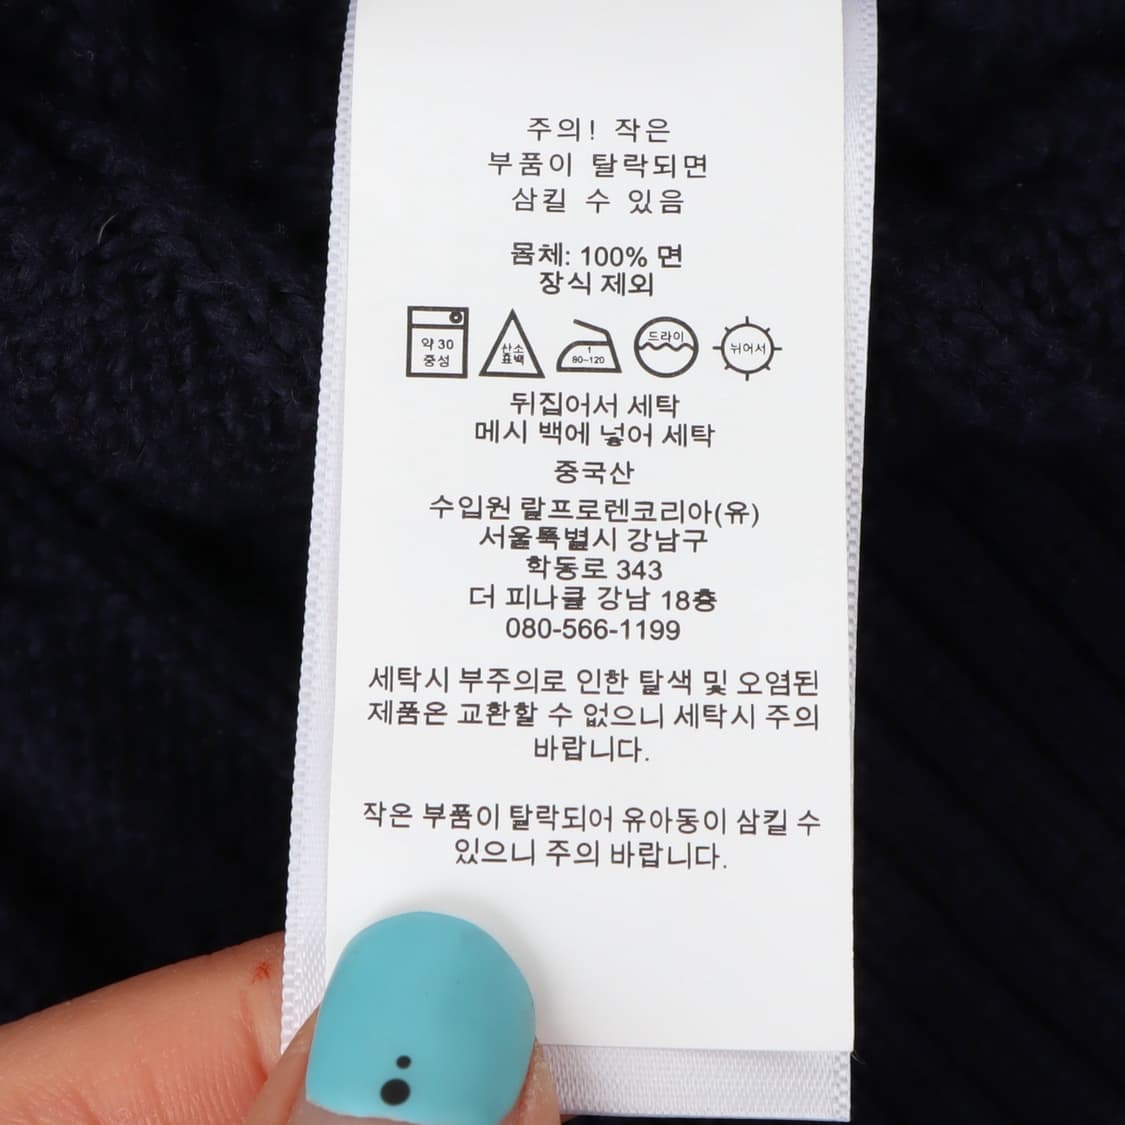 주의! 작은
부품이 탈락되면
삼킬 수 있음
몸체: 100% 면
장식 제외
약 30
중성
산소
표백
1
80~120
드라이
뉘어서
뒤집어서 세탁
메시 백에 넣어 세탁
중국산
수입원 랄프로렌코리아(유)
서울특별시 강남구
학동로 343
더 피나클 강남 18층
080-566-1199
세탁시 부주의로 인한 탈색 및 오염된
제품은 교환할 수 없으니 세탁시 주의
바랍니다.
작은 부품이 탈락되어 유아동이 삼킬 수
있으니 주의 바랍니다.